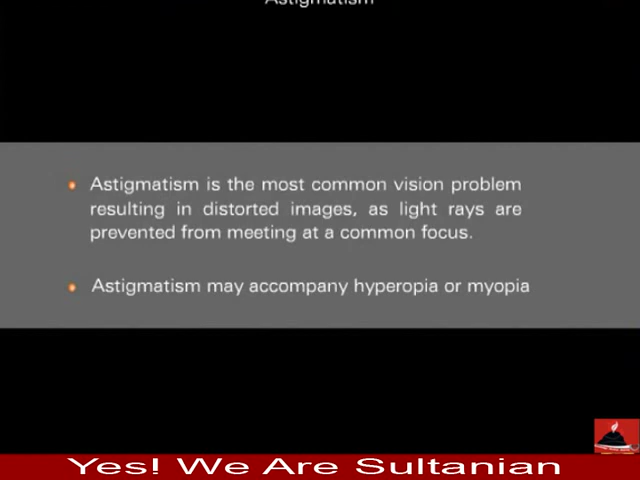 Astigmatism
Astigmatism is the most common vision problem
resulting in distorted images, as light rays are
prevented from meeting at a common focus.
Astigmatism may accompany hyperopia or myopia
Yes! We Are Sultanian